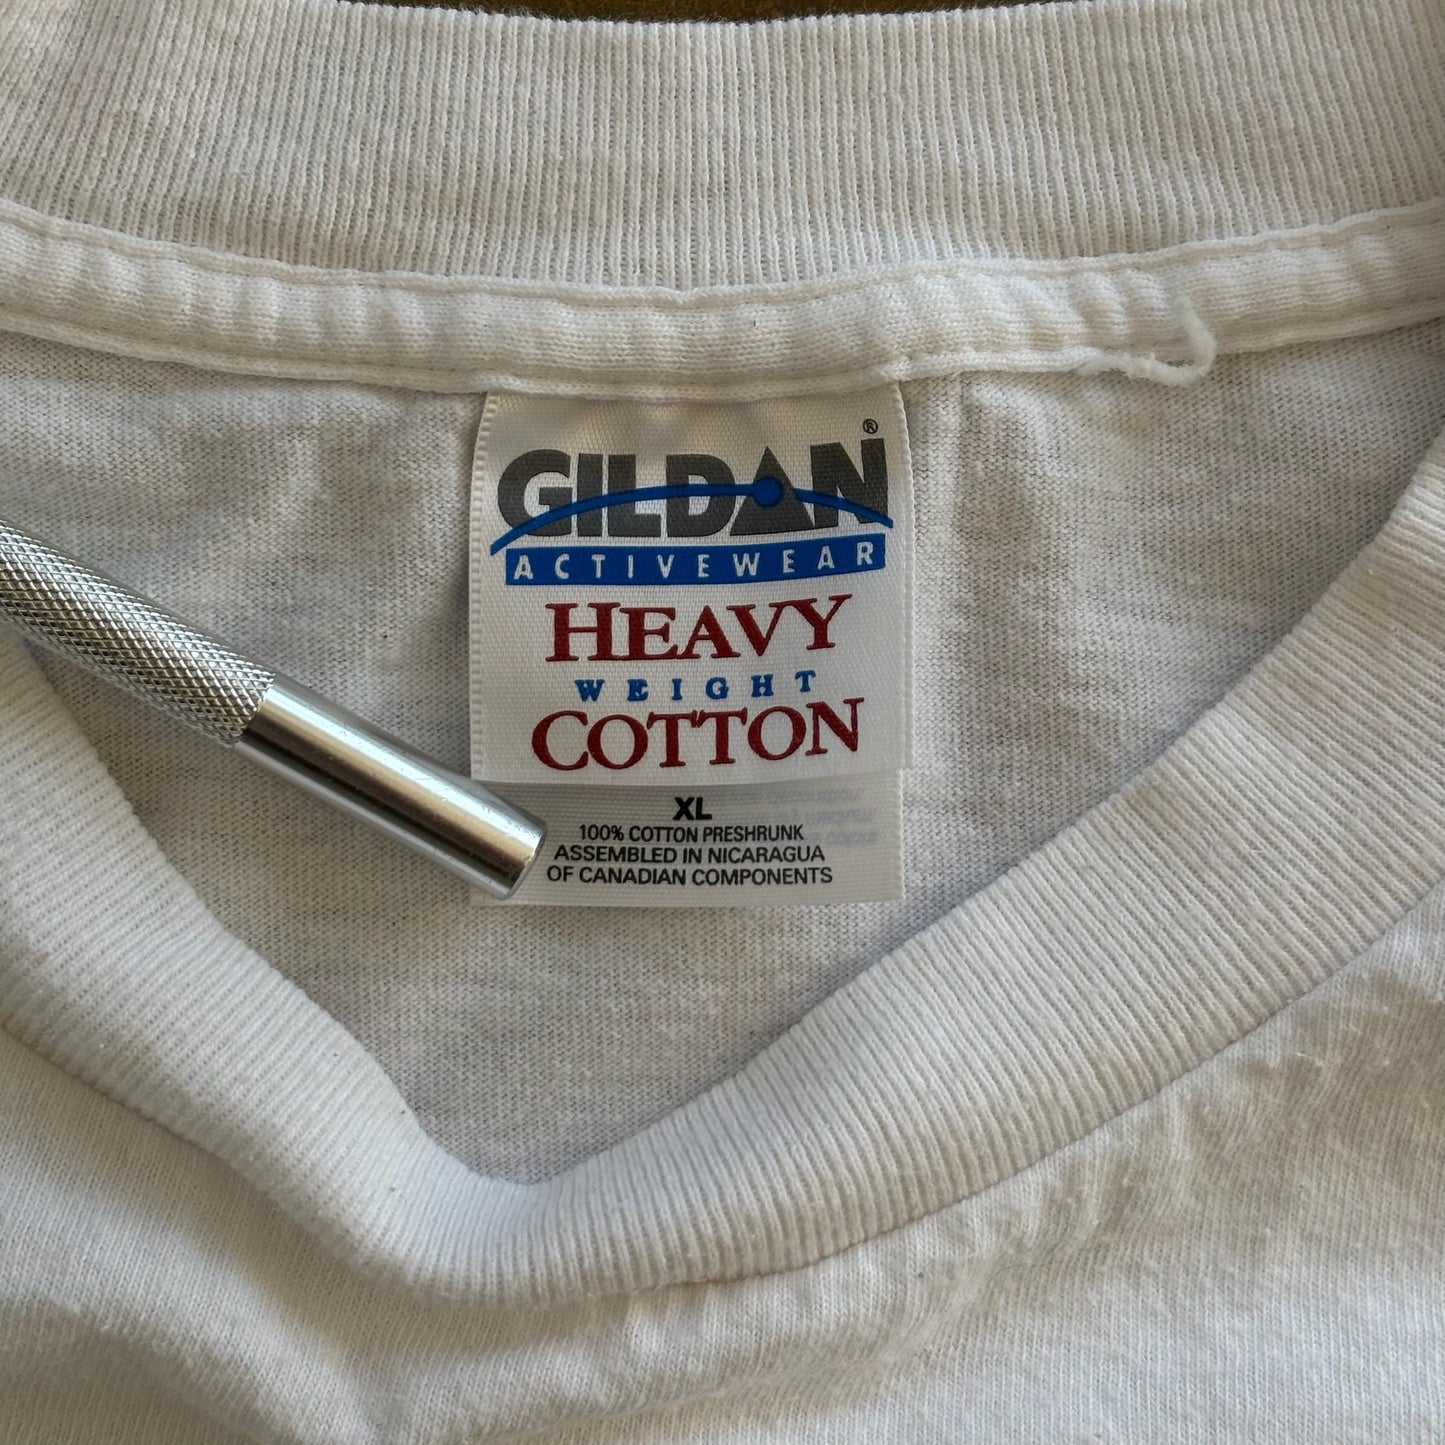 GILDAN®
ACTIVEWEAR
HEAVY
WEIGHT
COTTON
XL
100% COTTON PRESHRUNK
ASSEMBLED IN NICARAGUA
OF CANADIAN COMPONENTS